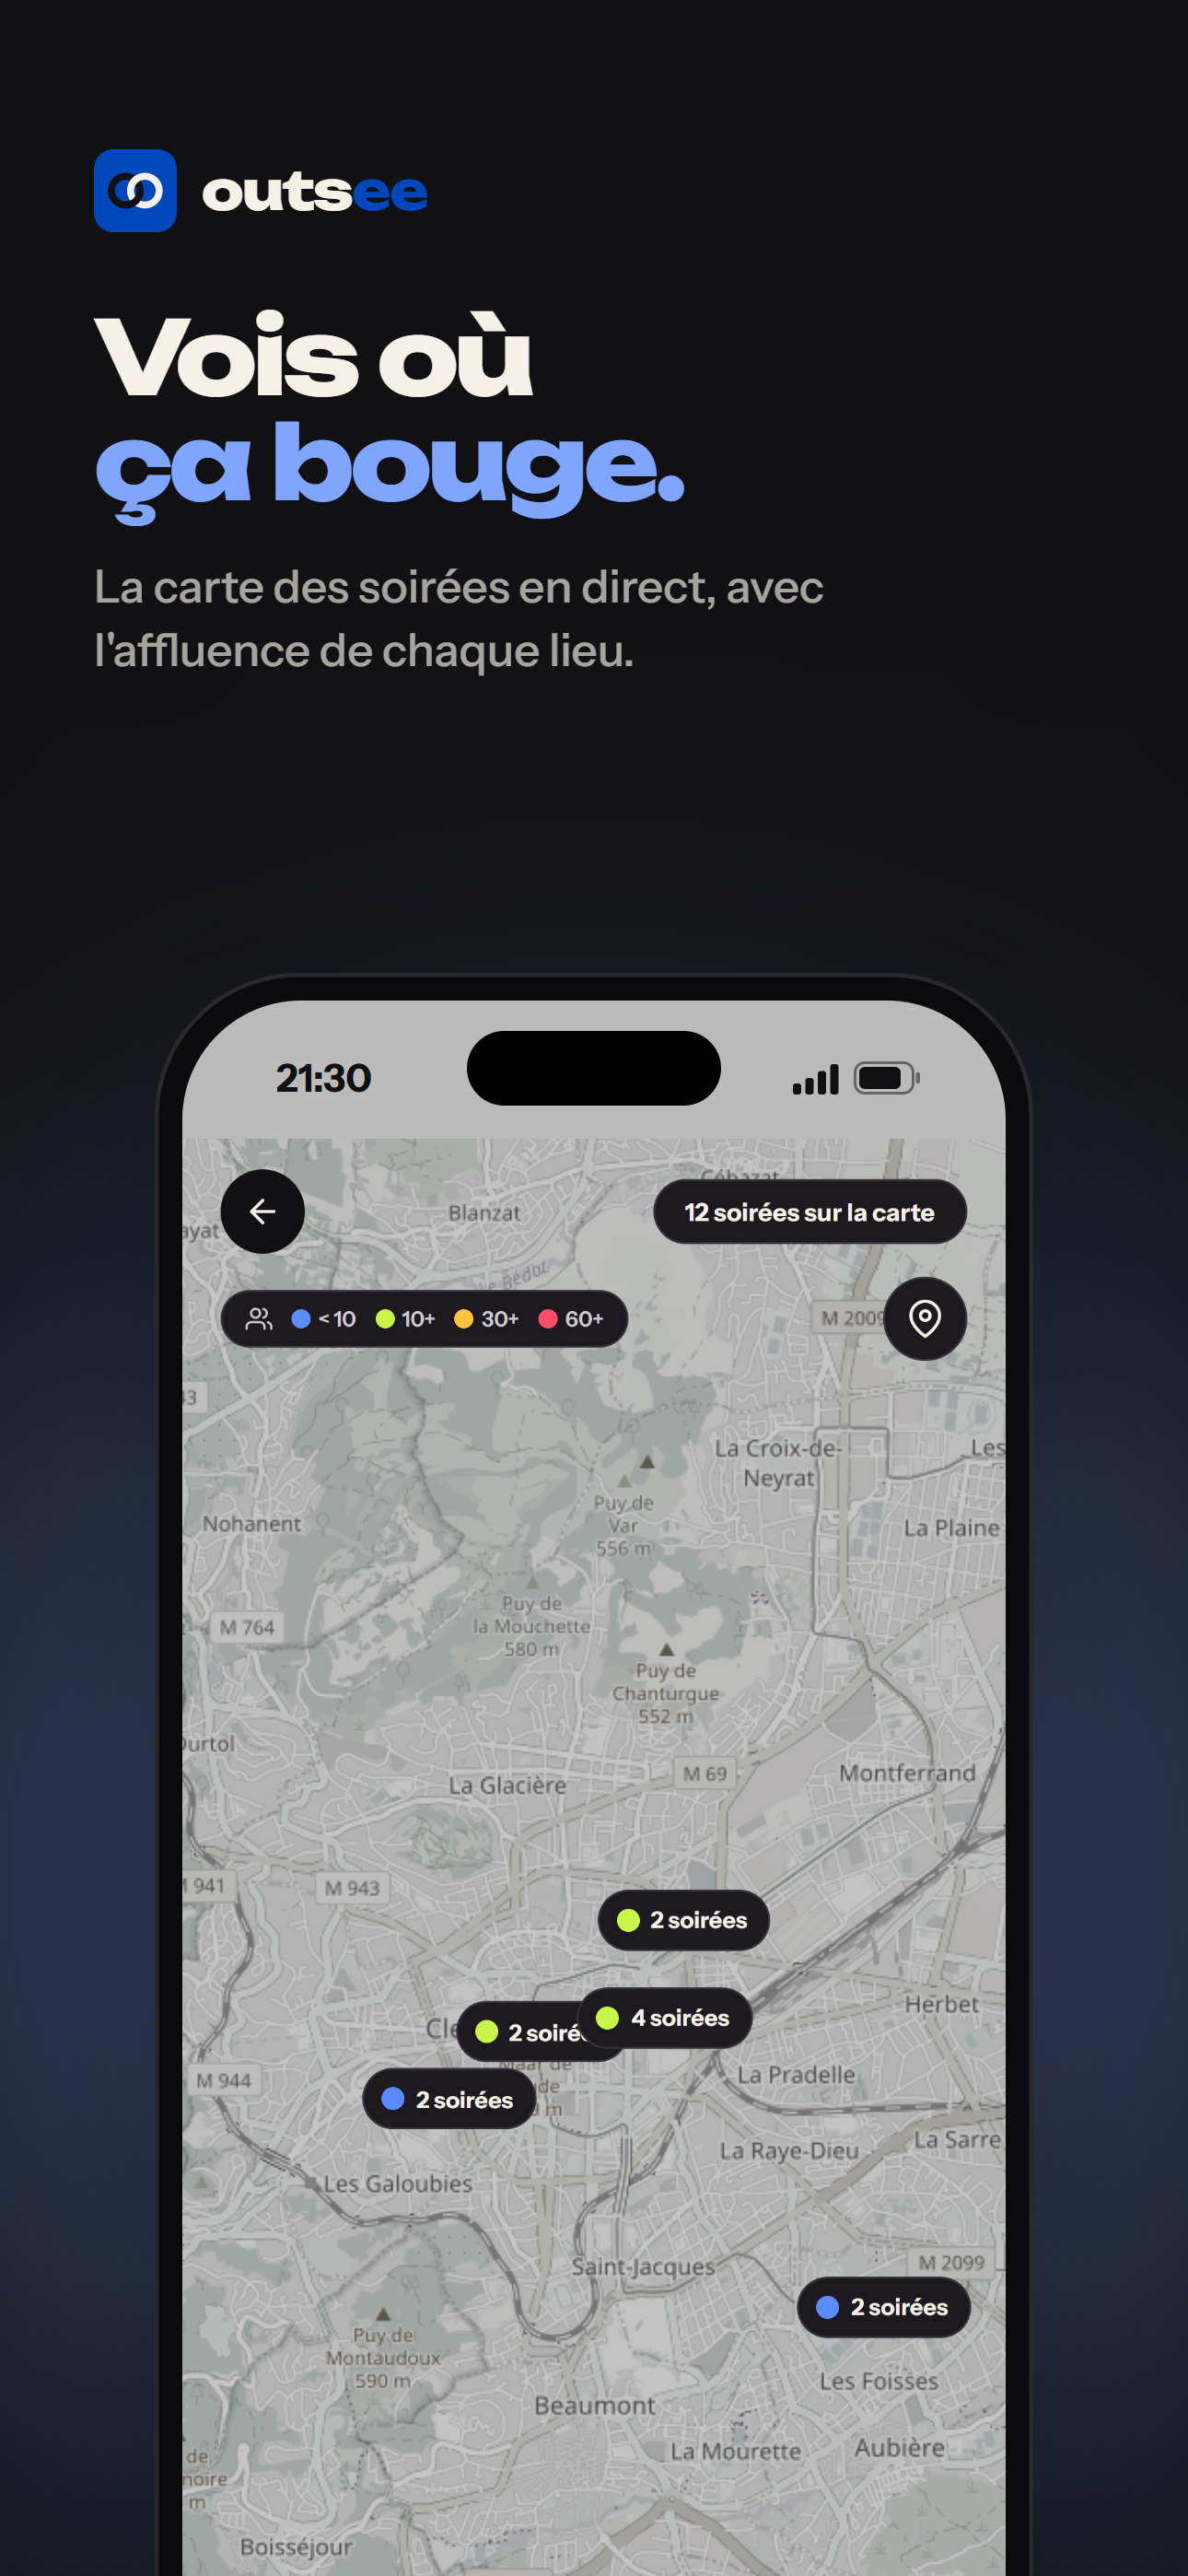 outsee
Vois où
ça bouge.
La carte des soirées en direct, avec
l'affluence de chaque lieu.
21:30
12 soirées sur la carte
Blanzat
< 10 10+ 30+ 60+
M 2009
La Croix-de-
Neyrat
Les
Puy de
Var
556 m
Nohanent
La Plaine
Puy de
la Mouchette
580 m
M 764
Puy de
Chanturgue
552 m
M 69
Montferrand
La Glacière
M 943
2 soirées
Herbet
4 soirées
2 soirées
La Pradelle
M 944
La Raye-Dieu
La Sarre
Les Galoubies
Saint-Jacques
M 2099
2 soirées
Puy de
Montaudoux
590 m
Les Foisses
Beaumont
La Mourette
Aubière
Boisséjour